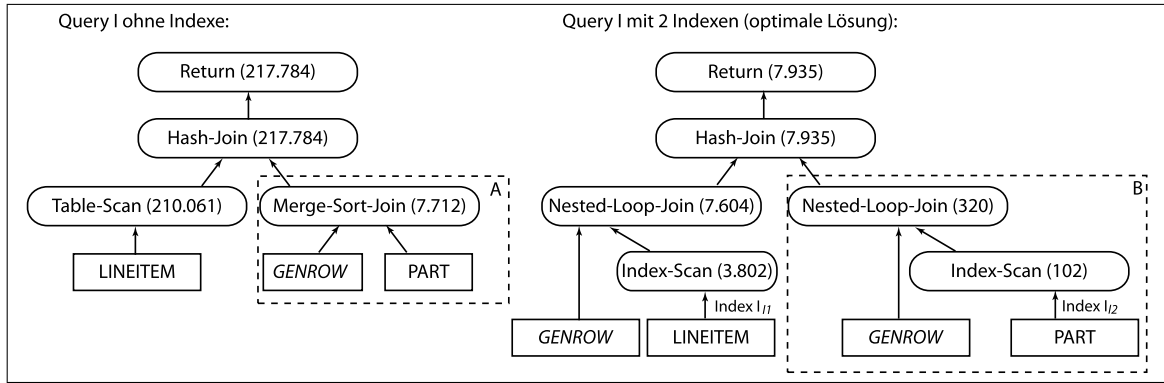 Query I ohne Indexe:
Return (217.784)
Hash-Join (217.784)
A
Table-Scan (210.061)
Merge-Sort-Join (7.712)
LINEITEM
GENROW
PART
Query I mit 2 Indexen (optimale Lösung):
Return (7.935)
Hash-Join (7.935)
B
Nested-Loop-Join (7.604)
Nested-Loop-Join (320)
Index-Scan (3.802)
Index-Scan (102)
Index I_I1
Index I_I2
GENROW
LINEITEM
GENROW
PART